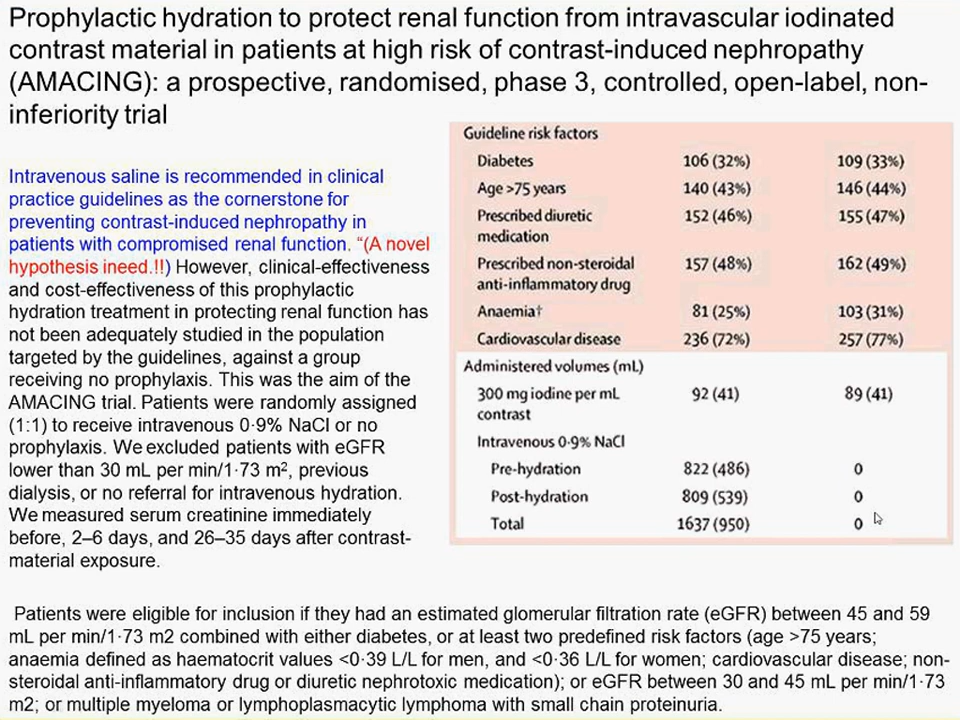 Prophylactic hydration to protect renal function from intravascular iodinated
contrast material in patients at high risk of contrast-induced nephropathy
(AMACING): a prospective, randomised, phase 3, controlled, open-label, non-
inferiority trial
Intravenous saline is recommended in clinical
practice guidelines as the cornerstone for
preventing contrast-induced nephropathy in
patients with compromised renal function. “(A novel
hypothesis ineed.!!) However, clinical-effectiveness
and cost-effectiveness of this prophylactic
hydration treatment in protecting renal function has
not been adequately studied in the population
targeted by the guidelines, against a group
receiving no prophylaxis. This was the aim of the
AMACING trial. Patients were randomly assigned
(1:1) to receive intravenous 0·9% NaCl or no
prophylaxis. We excluded patients with eGFR
lower than 30 mL per min/1·73 m², previous
dialysis, or no referral for intravenous hydration.
We measured serum creatinine immediately
before, 2–6 days, and 26–35 days after contrast-
material exposure.
Guideline risk factors
Diabetes 106 (32%) 109 (33%)
Age >75 years 140 (43%) 146 (44%)
Prescribed diuretic 152 (46%) 155 (47%)
medication
Prescribed non-steroidal 157 (48%) 162 (49%)
anti-inflammatory drug
Anaemia† 81 (25%) 103 (31%)
Cardiovascular disease 236 (72%) 257 (77%)
Administered volumes (mL)
300 mg iodine per mL 92 (41) 89 (41)
contrast
Intravenous 0·9% NaCl
Pre-hydration 822 (486) 0
Post-hydration 809 (539) 0
Total 1637 (950) 0
Patients were eligible for inclusion if they had an estimated glomerular filtration rate (eGFR) between 45 and 59
mL per min/1·73 m2 combined with either diabetes, or at least two predefined risk factors (age >75 years;
anaemia defined as haematocrit values <0·39 L/L for men, and <0·36 L/L for women; cardiovascular disease; non-
steroidal anti-inflammatory drug or diuretic nephrotoxic medication); or eGFR between 30 and 45 mL per min/1·73
m2; or multiple myeloma or lymphoplasmacytic lymphoma with small chain proteinuria.